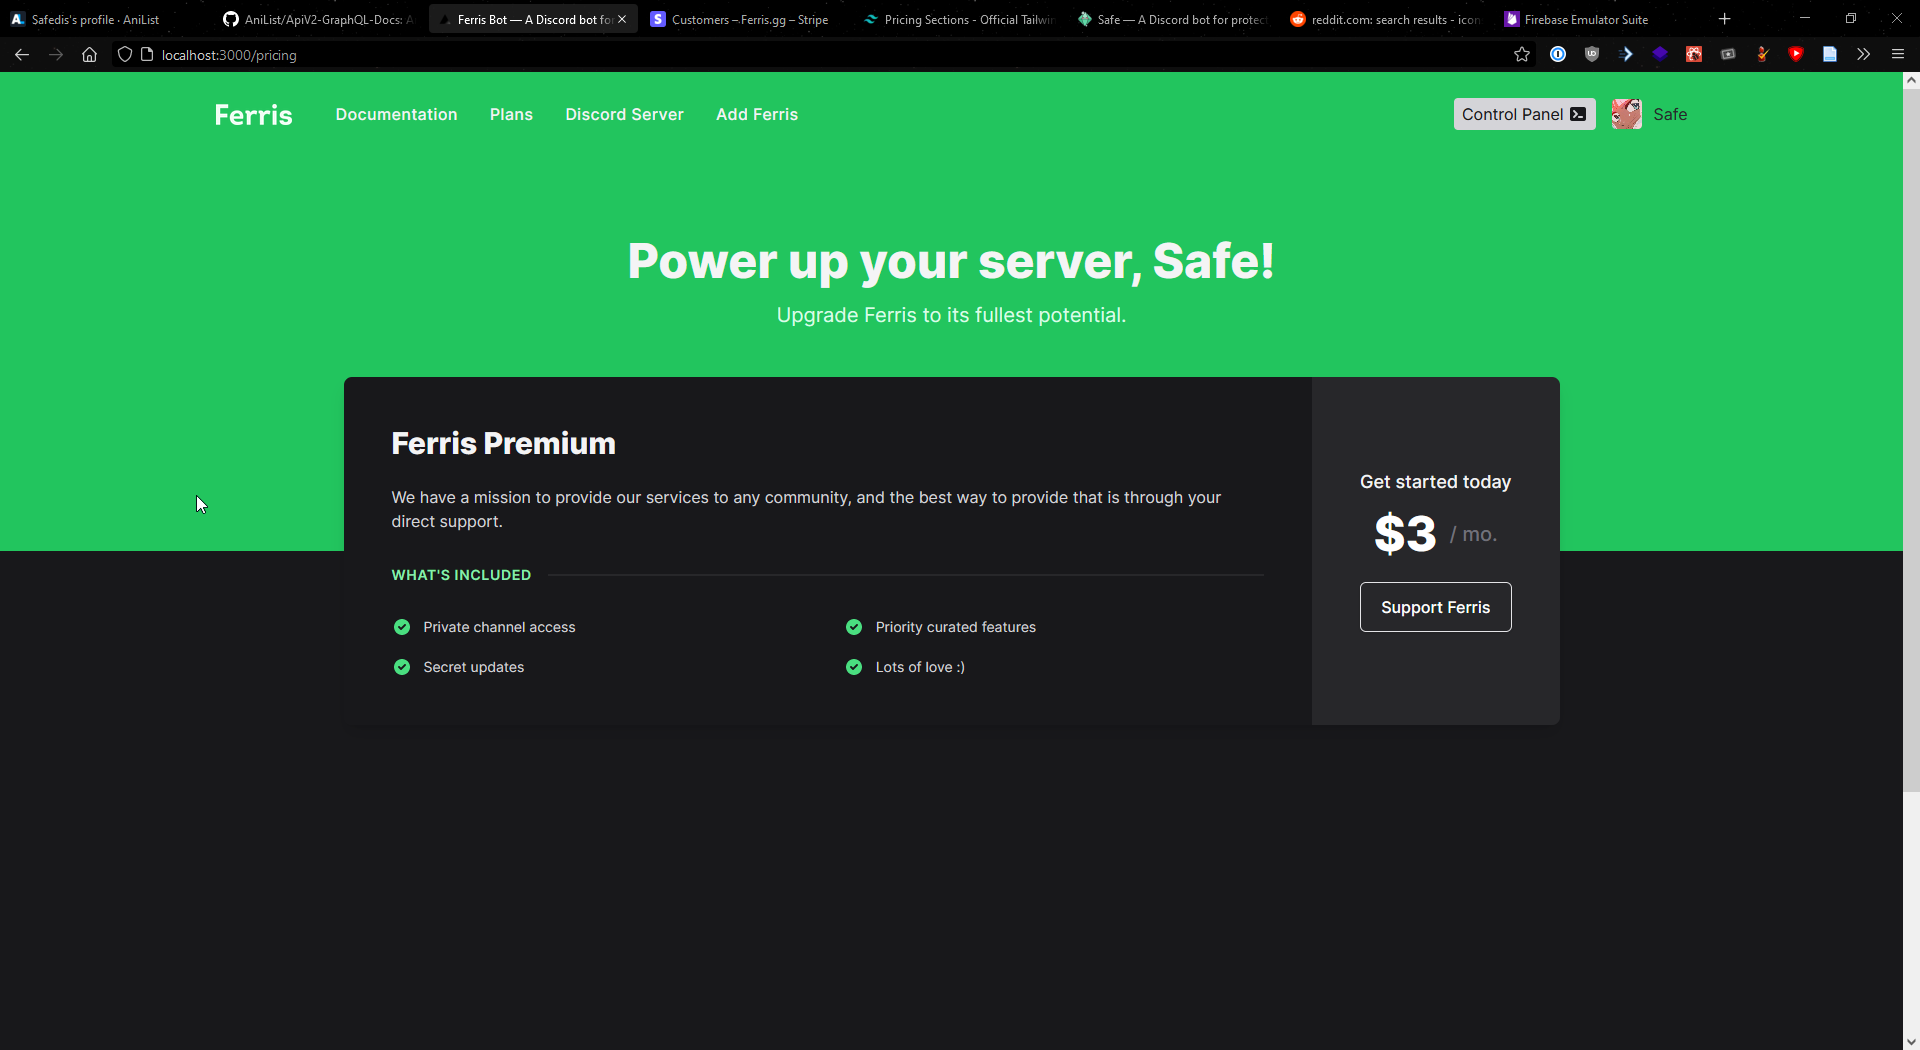 Safedis's profile · AniList
AniList/ApiV2-GraphQL-Docs: A
Ferris Bot — A Discord bot for
Customers – Ferris.gg – Stripe
Pricing Sections - Official Tailwin
Safe — A Discord bot for protect
reddit.com: search results - icon
Firebase Emulator Suite
localhost:3000/pricing
Ferris
Documentation
Plans
Discord Server
Add Ferris
Control Panel
Safe
Power up your server, Safe!
Upgrade Ferris to its fullest potential.
Ferris Premium
We have a mission to provide our services to any community, and the best way to provide that is through your
direct support.
WHAT'S INCLUDED
Private channel access
Priority curated features
Secret updates
Lots of love :)
Get started today
$3 / mo.
Support Ferris